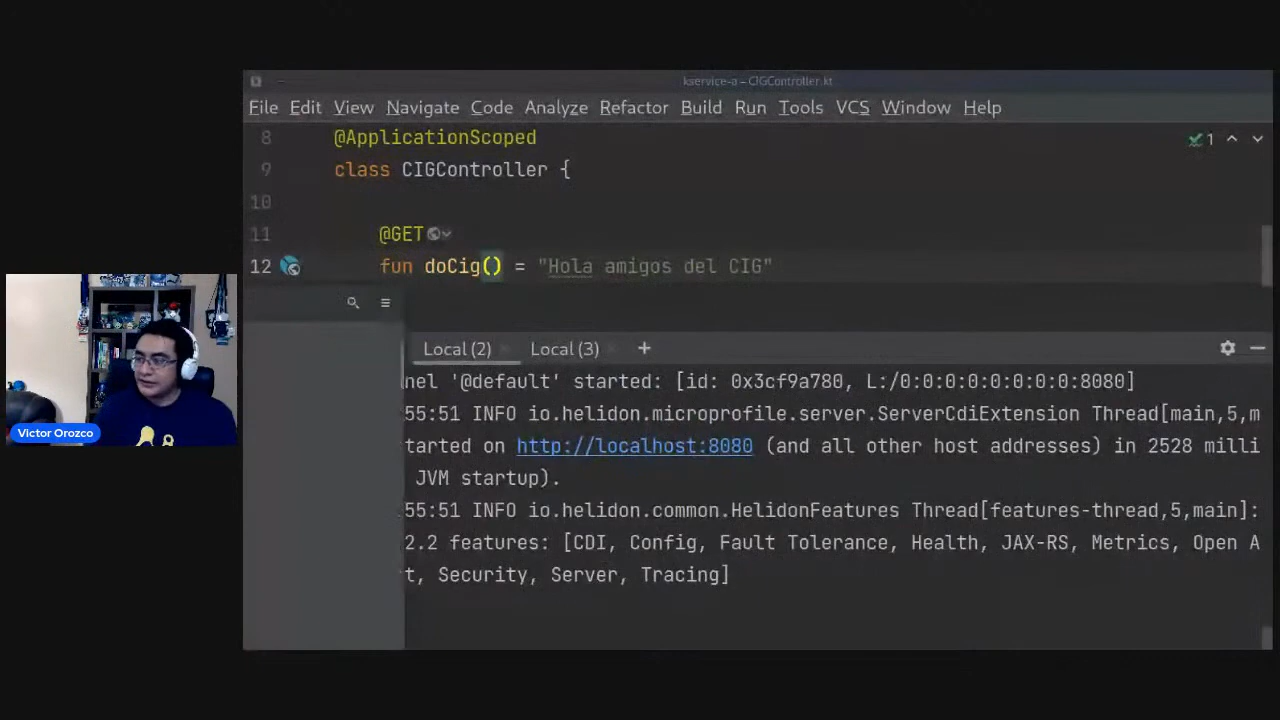 kservice-a – CIGController.kt
File Edit View Navigate Code Analyze Refactor Build Run Tools VCS Window Help
8 @ApplicationScoped
1
9 class CIGController {
10
11 @GET
12 fun doCig() = "Hola amigos del CIG"
Local (2) Local (3) +
nel '@default' started: [id: 0x3cf9a780, L:/0:0:0:0:0:0:0:0:8080]
55:51 INFO io.helidon.microprofile.server.ServerCdiExtension Thread[main,5,m
tarted on http://localhost:8080 (and all other host addresses) in 2528 milli
JVM startup).
55:51 INFO io.helidon.common.HelidonFeatures Thread[features-thread,5,main]:
2.2 features: [CDI, Config, Fault Tolerance, Health, JAX-RS, Metrics, Open A
t, Security, Server, Tracing]
Victor Orozco